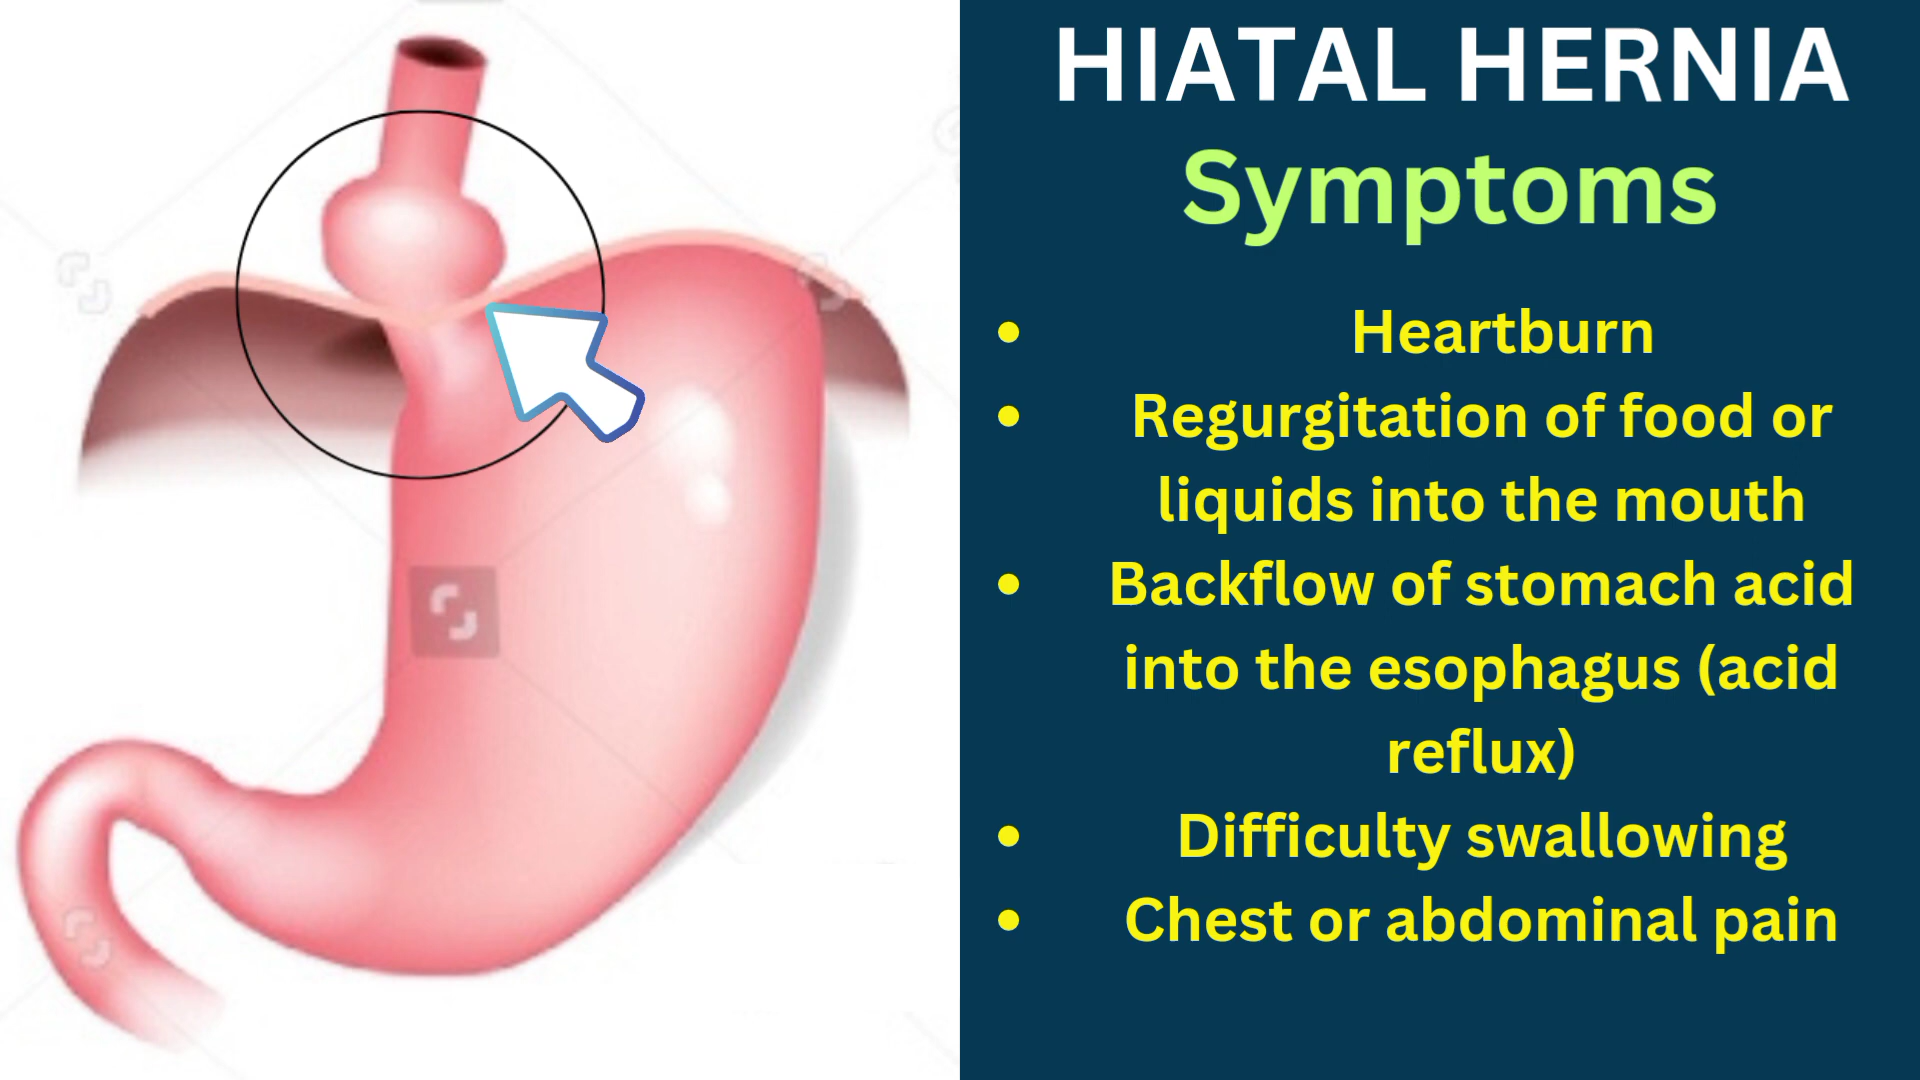 HIATAL HERNIA
Symptoms
• Heartburn
• Regurgitation of food or
liquids into the mouth
• Backflow of stomach acid
into the esophagus (acid
reflux)
• Difficulty swallowing
• Chest or abdominal pain